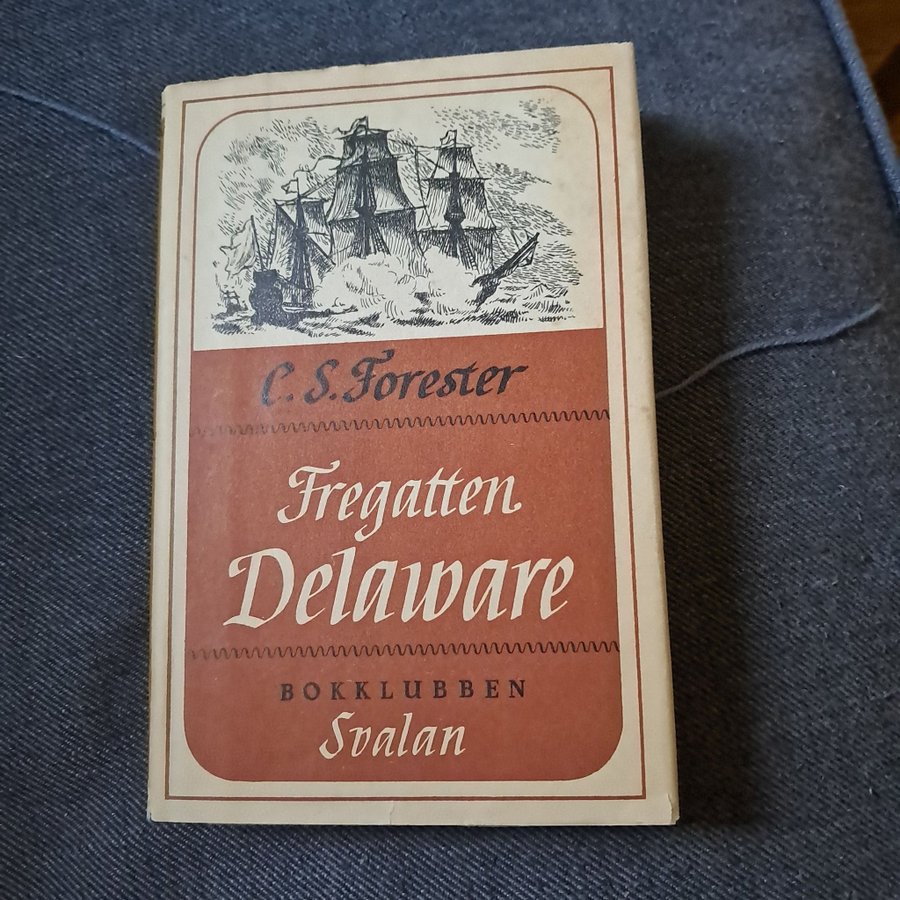 C. S. Forester
Fregatten
Delaware
BOKKLUBBEN
Svalan